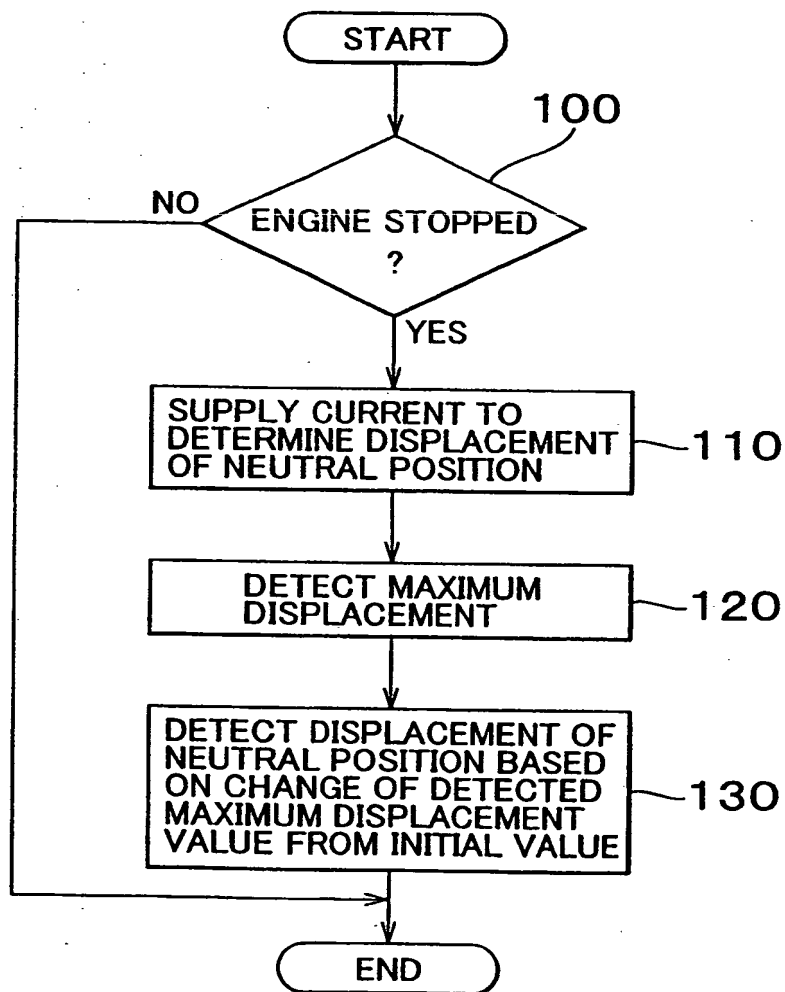 START
100
NO
ENGINE STOPPED
?
YES
SUPPLY CURRENT TO
DETERMINE DISPLACEMENT
OF NEUTRAL POSITION
110
DETECT MAXIMUM
DISPLACEMENT
120
DETECT DISPLACEMENT OF
NEUTRAL POSITION BASED
ON CHANGE OF DETECTED
MAXIMUM DISPLACEMENT
VALUE FROM INITIAL VALUE
130
END